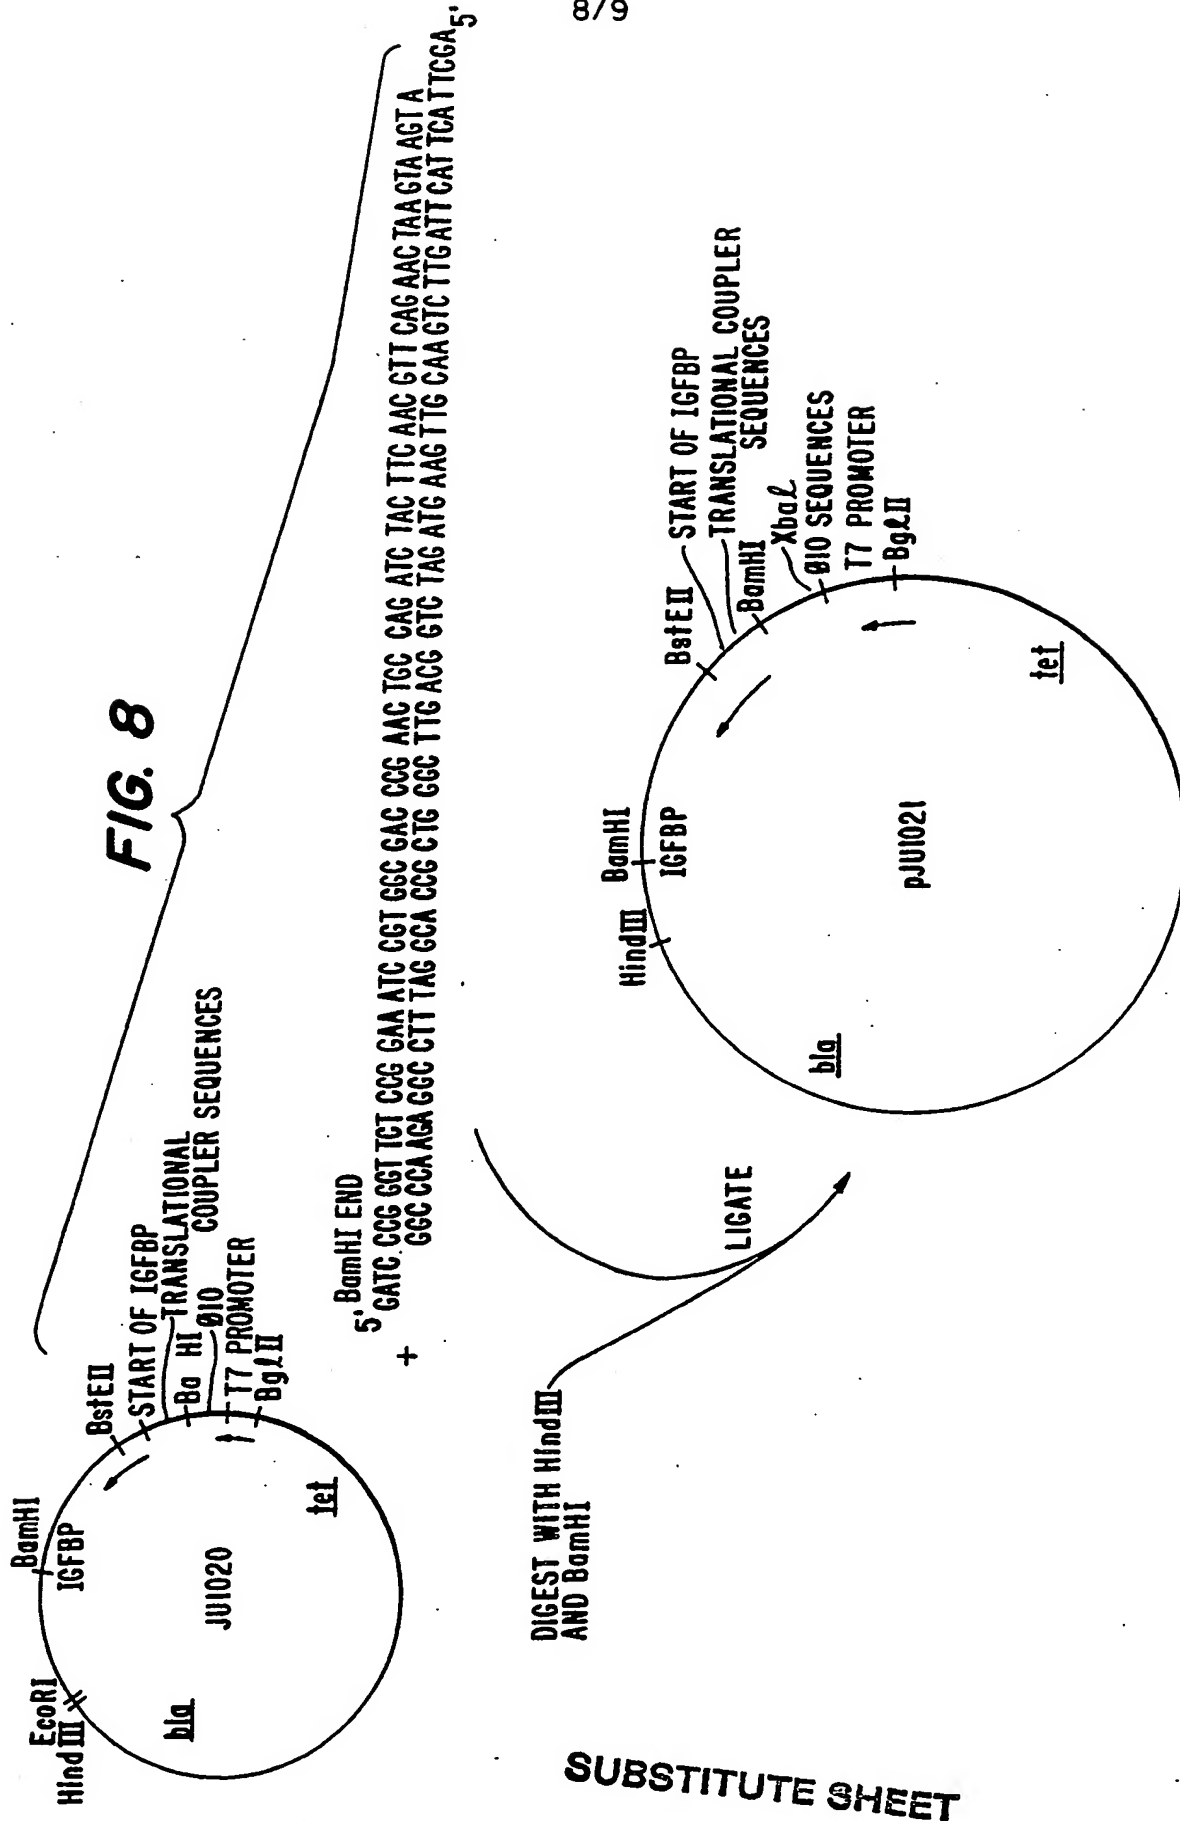 8/9
FIG. 8
EcoRI
HindIII
BamHI
IGFBP
BstEII
START OF IGFBP
TRANSLATIONAL
COUPLER SEQUENCES
Ba HI
Ø10
T7 PROMOTER
BglII
JU1020
bla
tet
+
5' BamHI END
GATC CCG GGT TCT CCG GAA ATC CGT GGC GAC CCG AAC TGC CAG ATC TAC TTC AAC GTT CAG AAC TAA GTA AGT A
GGC CCA AGA GGC CTT TAG GCA CCG CTG GGC TTG ACG GTC TAG ATG AAG TTG CAA GTC TTG ATT CAT TCA TTCGA 5'
DIGEST WITH HindIII
AND BamHI
LIGATE
HindIII
BamHI
IGFBP
BstEII
START OF IGFBP
TRANSLATIONAL COUPLER
SEQUENCES
BamHI
Xbal
Ø10 SEQUENCES
T7 PROMOTER
BglII
pJU1021
bla
tet
SUBSTITUTE SHEET